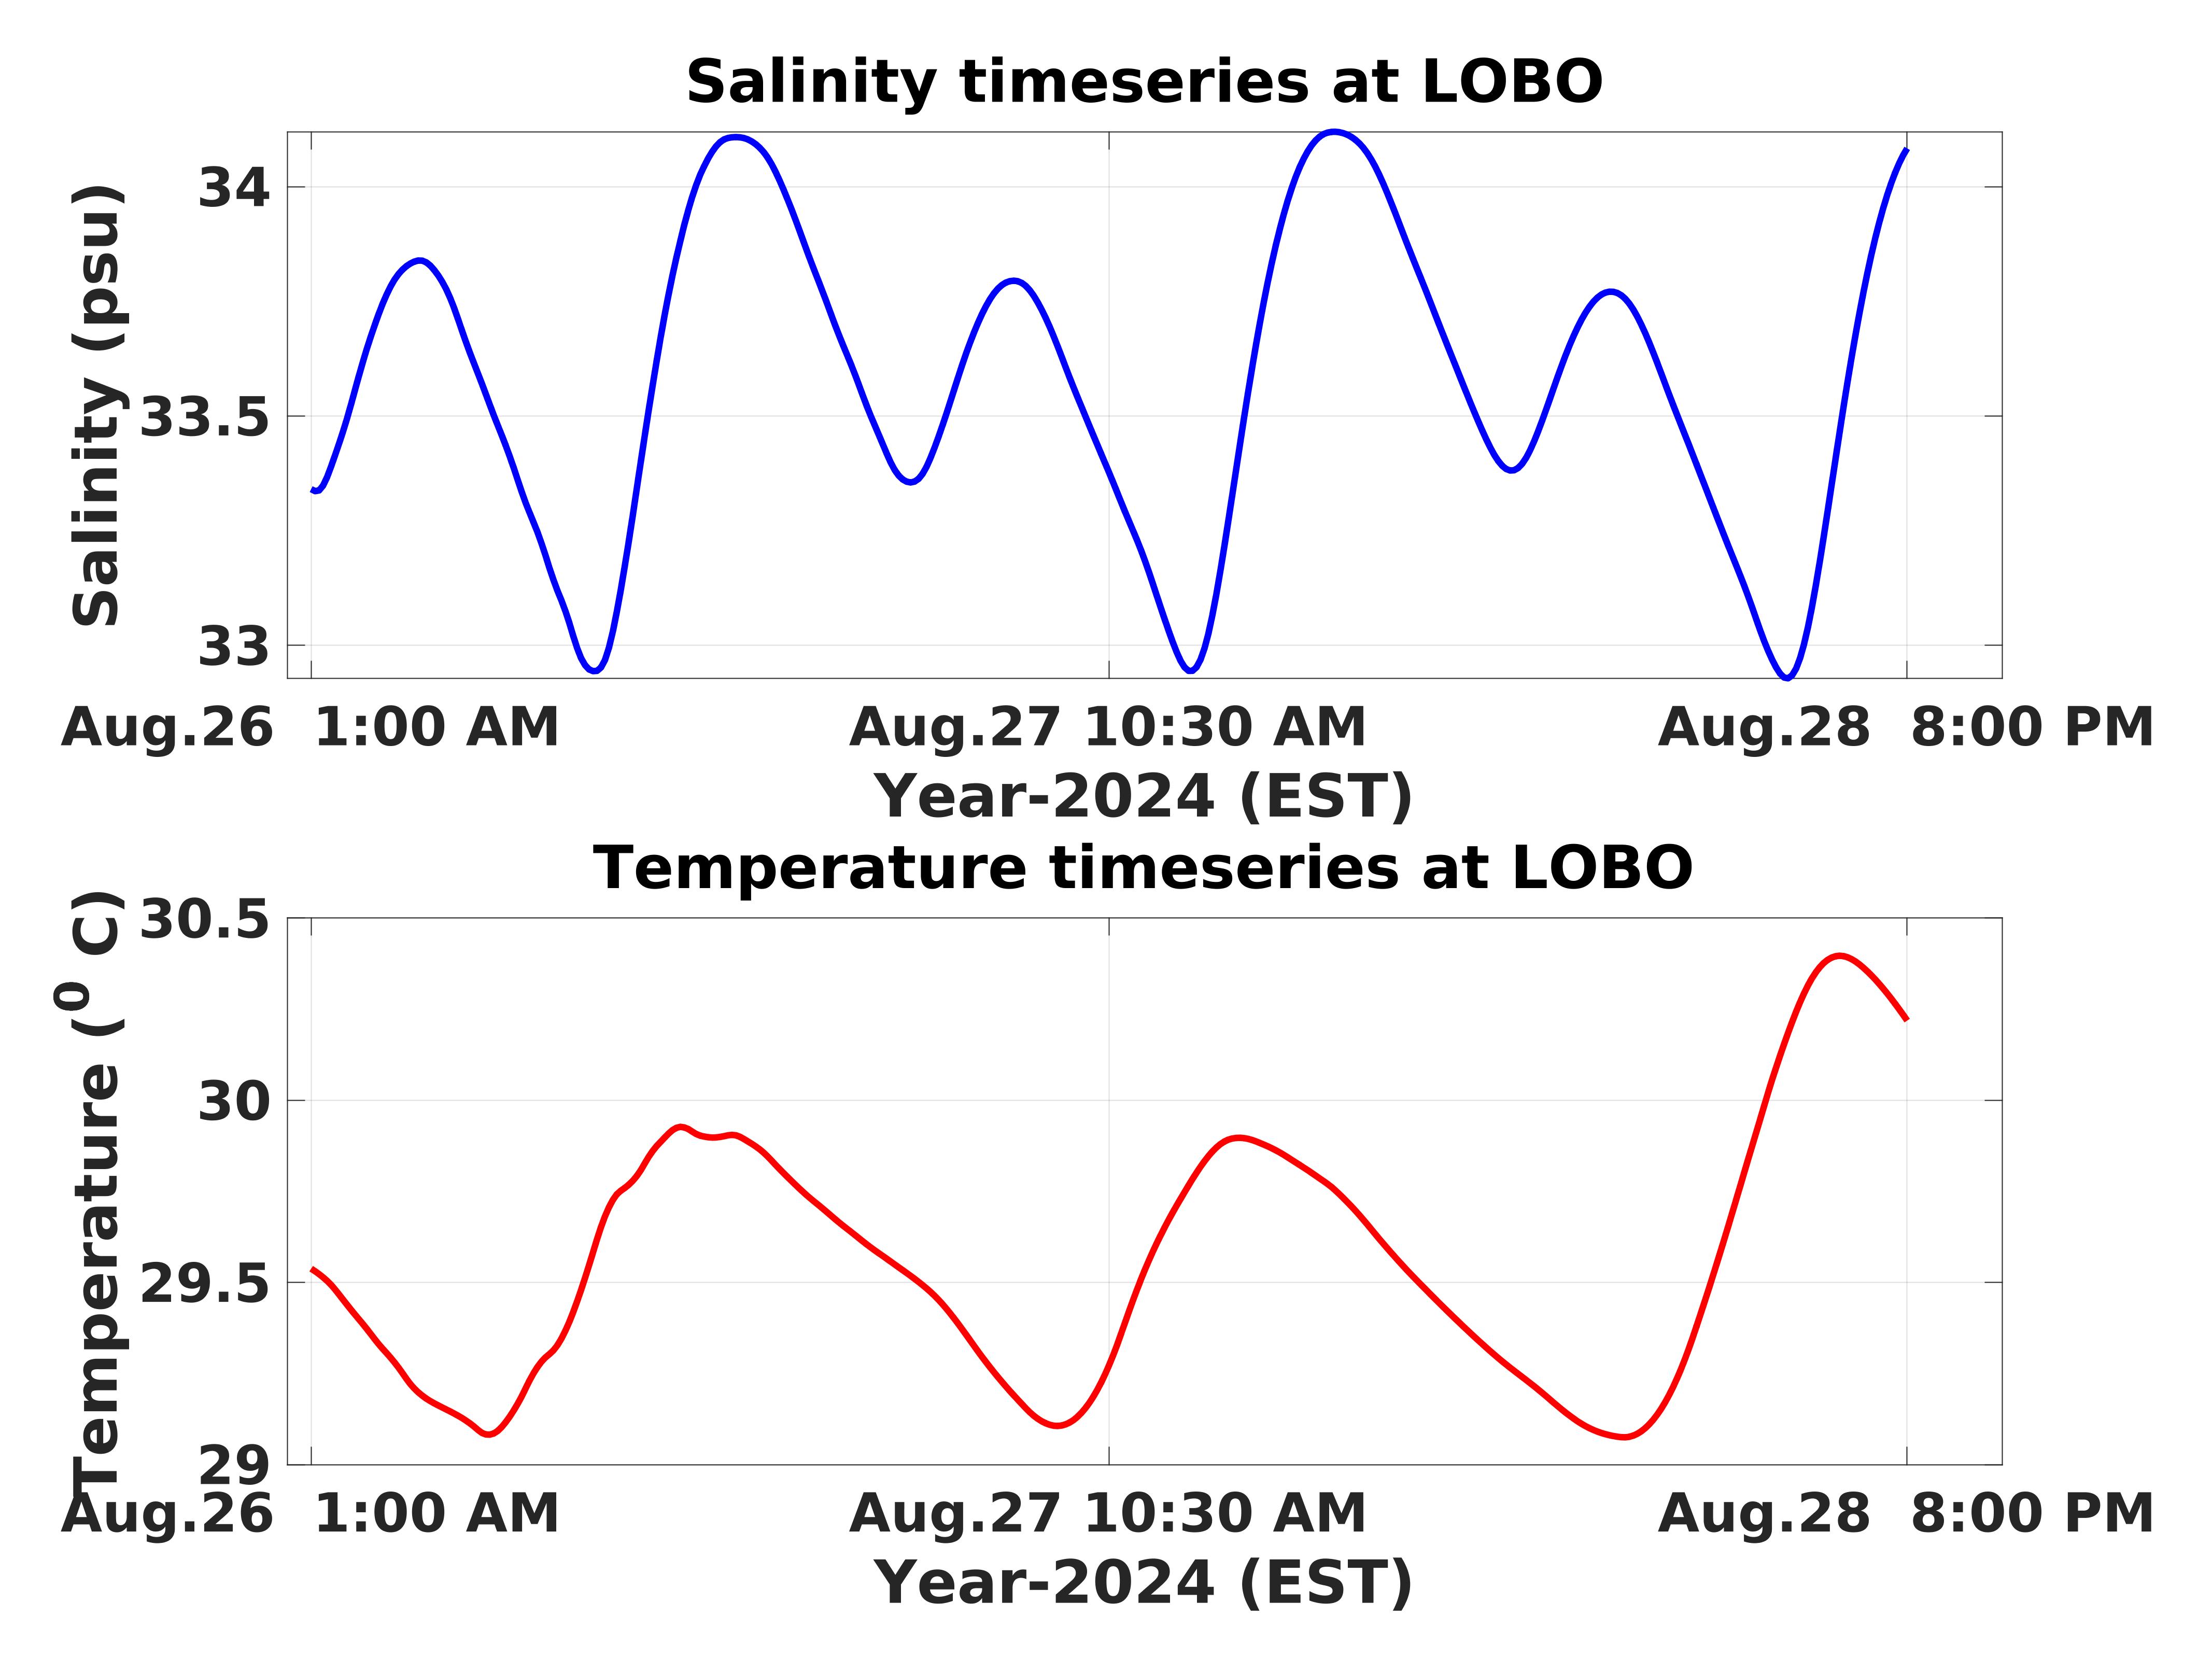 Salinity timeseries at LOBO
Salinity (psu)
34
33.5
33
Aug.26  1:00 AM
Aug.27 10:30 AM
Aug.28  8:00 PM
Year-2024 (EST)
Temperature timeseries at LOBO
Temperature (⁰ C)
30.5
30
29.5
29
Aug.26  1:00 AM
Aug.27 10:30 AM
Aug.28  8:00 PM
Year-2024 (EST)